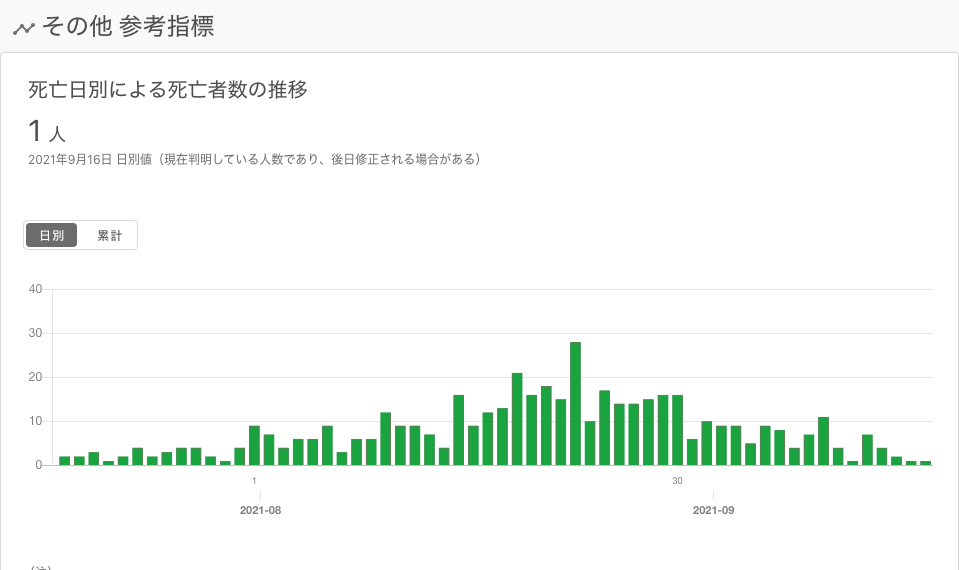 その他 参考指標
死亡日別による死亡者数の推移
1 人
2021年9月16日 日別値（現在判明している人数であり、後日修正される場合がある）
日別 累計
40
30
20
10
0
1 30
2021-08 2021-09